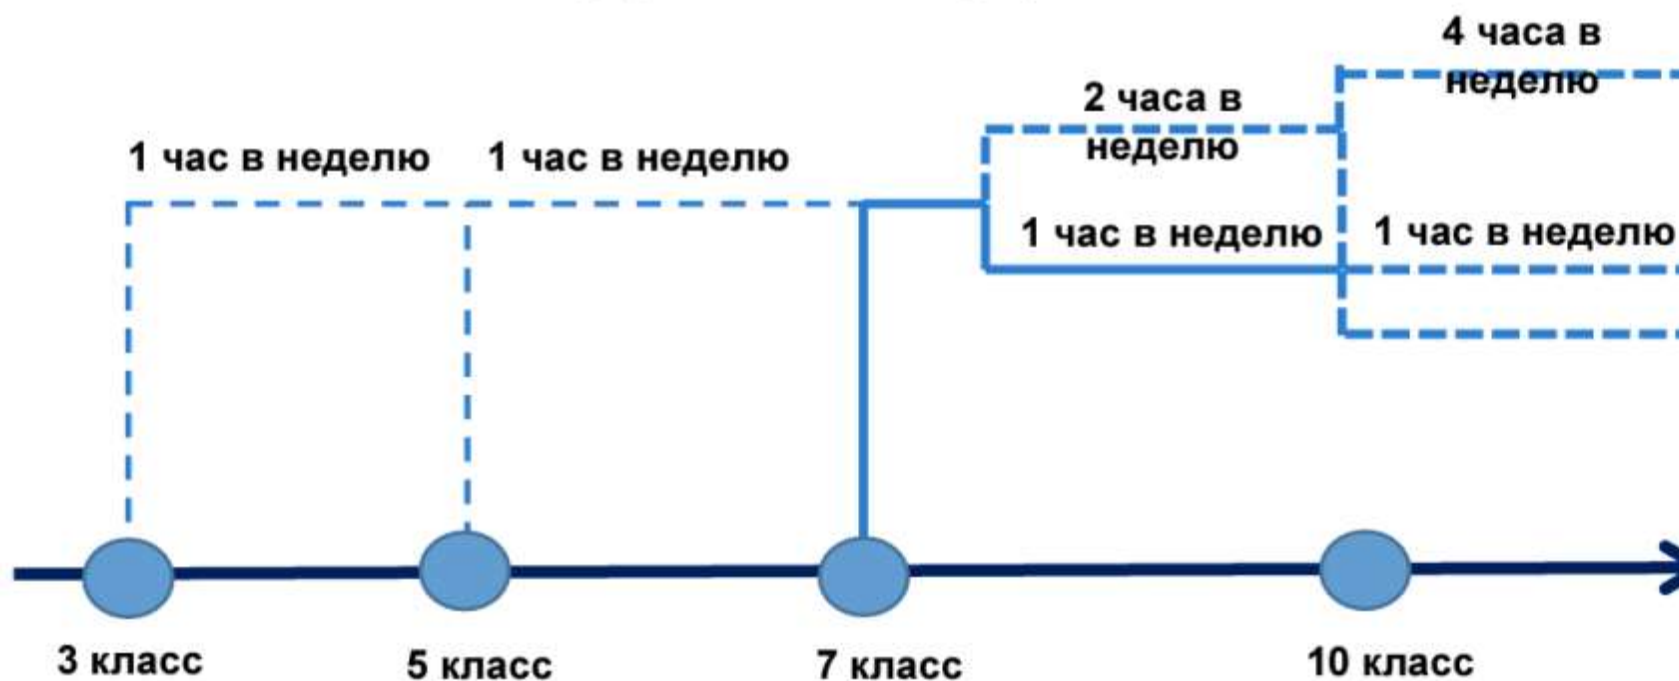 4 часа в
неделю
2 часа в
неделю
1 час в неделю
1 час в неделю
1 час в неделю
1 час в неделю
3 класс
5 класс
7 класс
10 класс